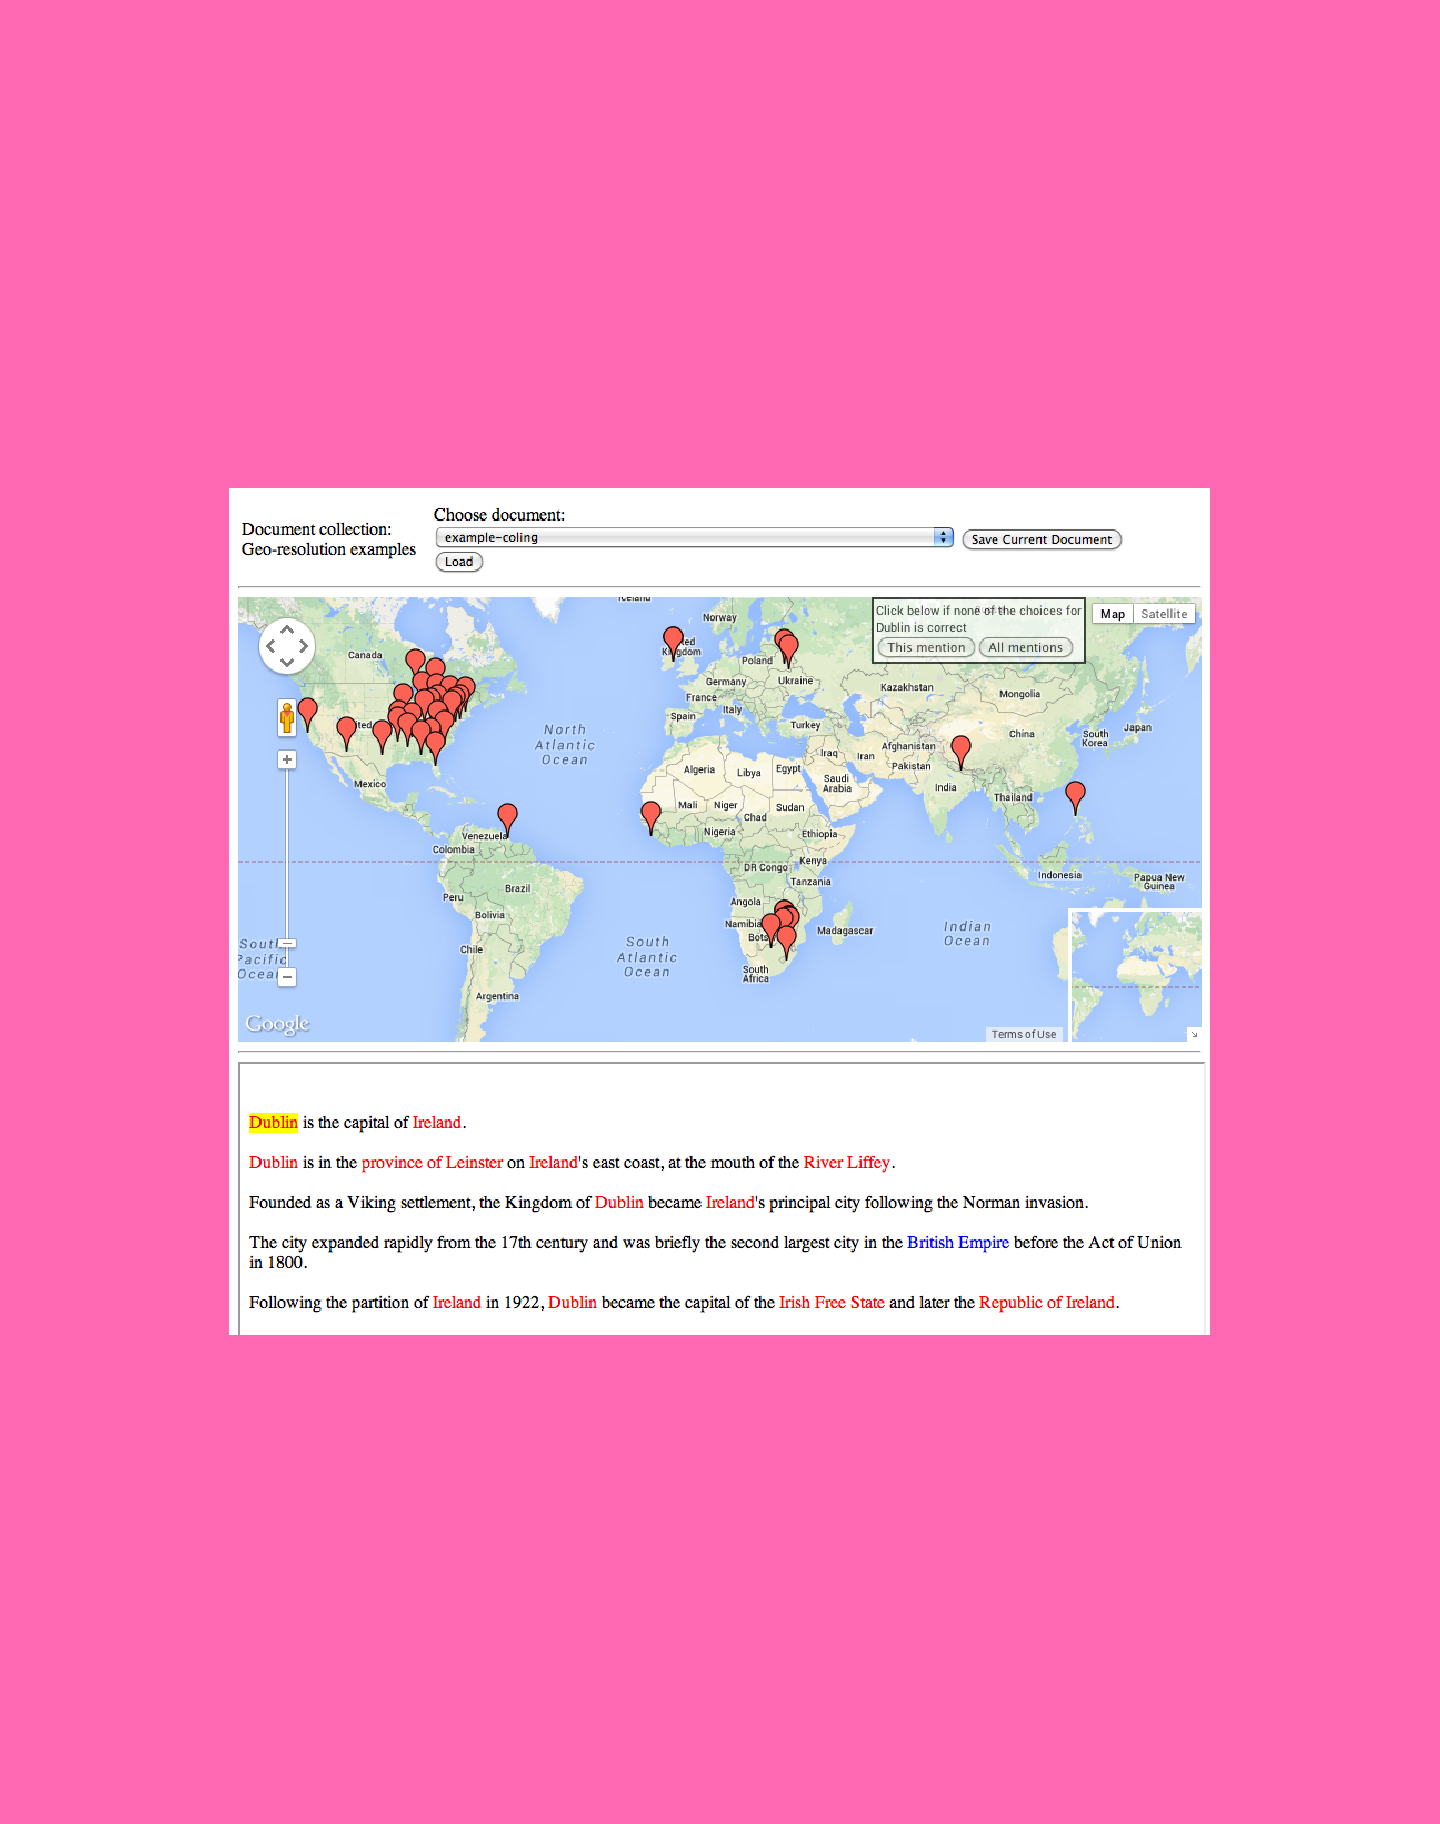 Choose document:
Document collection:
Geo-resolution examples
example-coling
Save Current Document
Load
Iceland
Click below if none of the choices for
Dublin is correct
This mention
All mentions
Map
Satellite
Norway
Canada
Kingdom
Poland
Ukraine
Germany
Kazakhstan
Mongolia
France
Spain
Italy
Turkey
North
Atlantic
Ocean
China
South
Korea
Japan
Afghanistan
Iraq
Iran
Pakistan
Algeria
Libya
Egypt
Saudi
Arabia
India
Mexico
Thailand
Mali
Niger
Sudan
Chad
Nigeria
Ethiopia
Venezuela
Colombia
DR Congo
Kenya
Tanzania
Indonesia
Papua New
Guinea
Brazil
Peru
Angola
Bolivia
Namibia
Madagascar
Indian
Ocean
South
Atlantic
Ocean
South
Pacific
Ocean
Chile
South
Africa
Argentina
Google
Terms of Use
Dublin is the capital of Ireland.
Dublin is in the province of Leinster on Ireland's east coast, at the mouth of the River Liffey.
Founded as a Viking settlement, the Kingdom of Dublin became Ireland's principal city following the Norman invasion.
The city expanded rapidly from the 17th century and was briefly the second largest city in the British Empire before the Act of Union
in 1800.
Following the partition of Ireland in 1922, Dublin became the capital of the Irish Free State and later the Republic of Ireland.